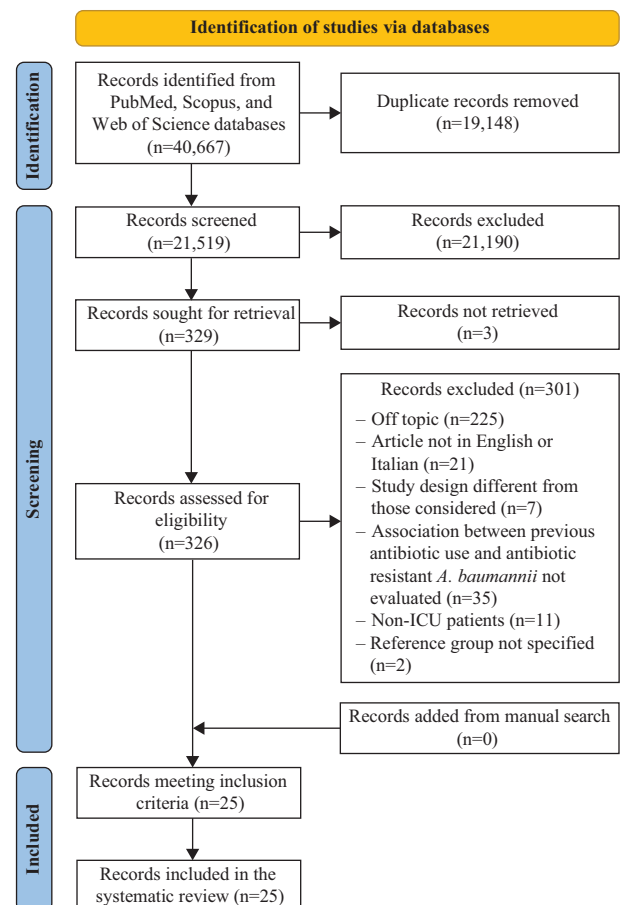 Identification of studies via databases
Identification
Records identified from
PubMed, Scopus, and
Web of Science databases
(n=40,667)
Duplicate records removed
(n=19,148)
Screening
Records screened
(n=21,519)
Records excluded
(n=21,190)
Records sought for retrieval
(n=329)
Records not retrieved
(n=3)
Records assessed for
eligibility
(n=326)
Records excluded (n=301)
– Off topic (n=225)
– Article not in English or
Italian (n=21)
– Study design different from
those considered (n=7)
– Association between previous
antibiotic use and antibiotic
resistant A. baumannii not
evaluated (n=35)
– Non-ICU patients (n=11)
– Reference group not specified
(n=2)
Records added from manual search
(n=0)
Included
Records meeting inclusion
criteria (n=25)
Records included in the
systematic review (n=25)